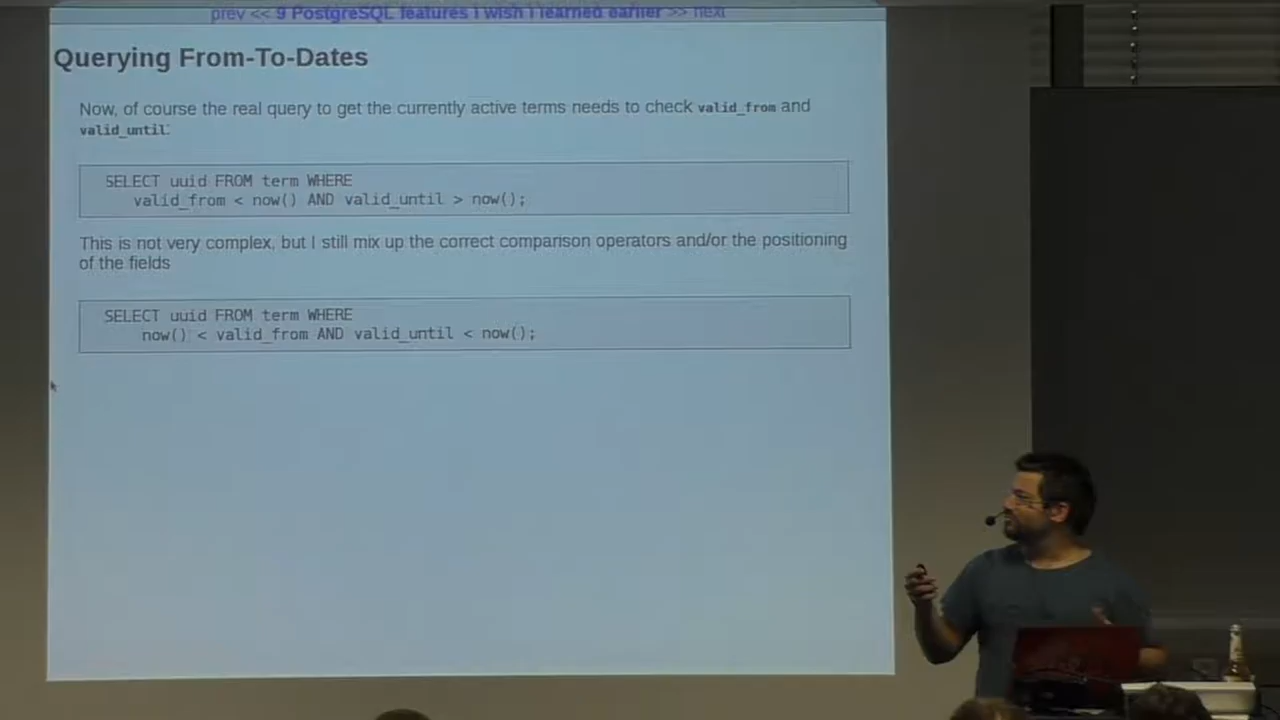 prev << 9 PostgreSQL features I wish I learned earlier >> next
Querying From-To-Dates
Now, of course the real query to get the currently active terms needs to check valid_from and
valid_until:
SELECT uuid FROM term WHERE
valid_from < now() AND valid_until > now();
This is not very complex, but I still mix up the correct comparison operators and/or the positioning
of the fields
SELECT uuid FROM term WHERE
now() < valid_from AND valid_until < now();